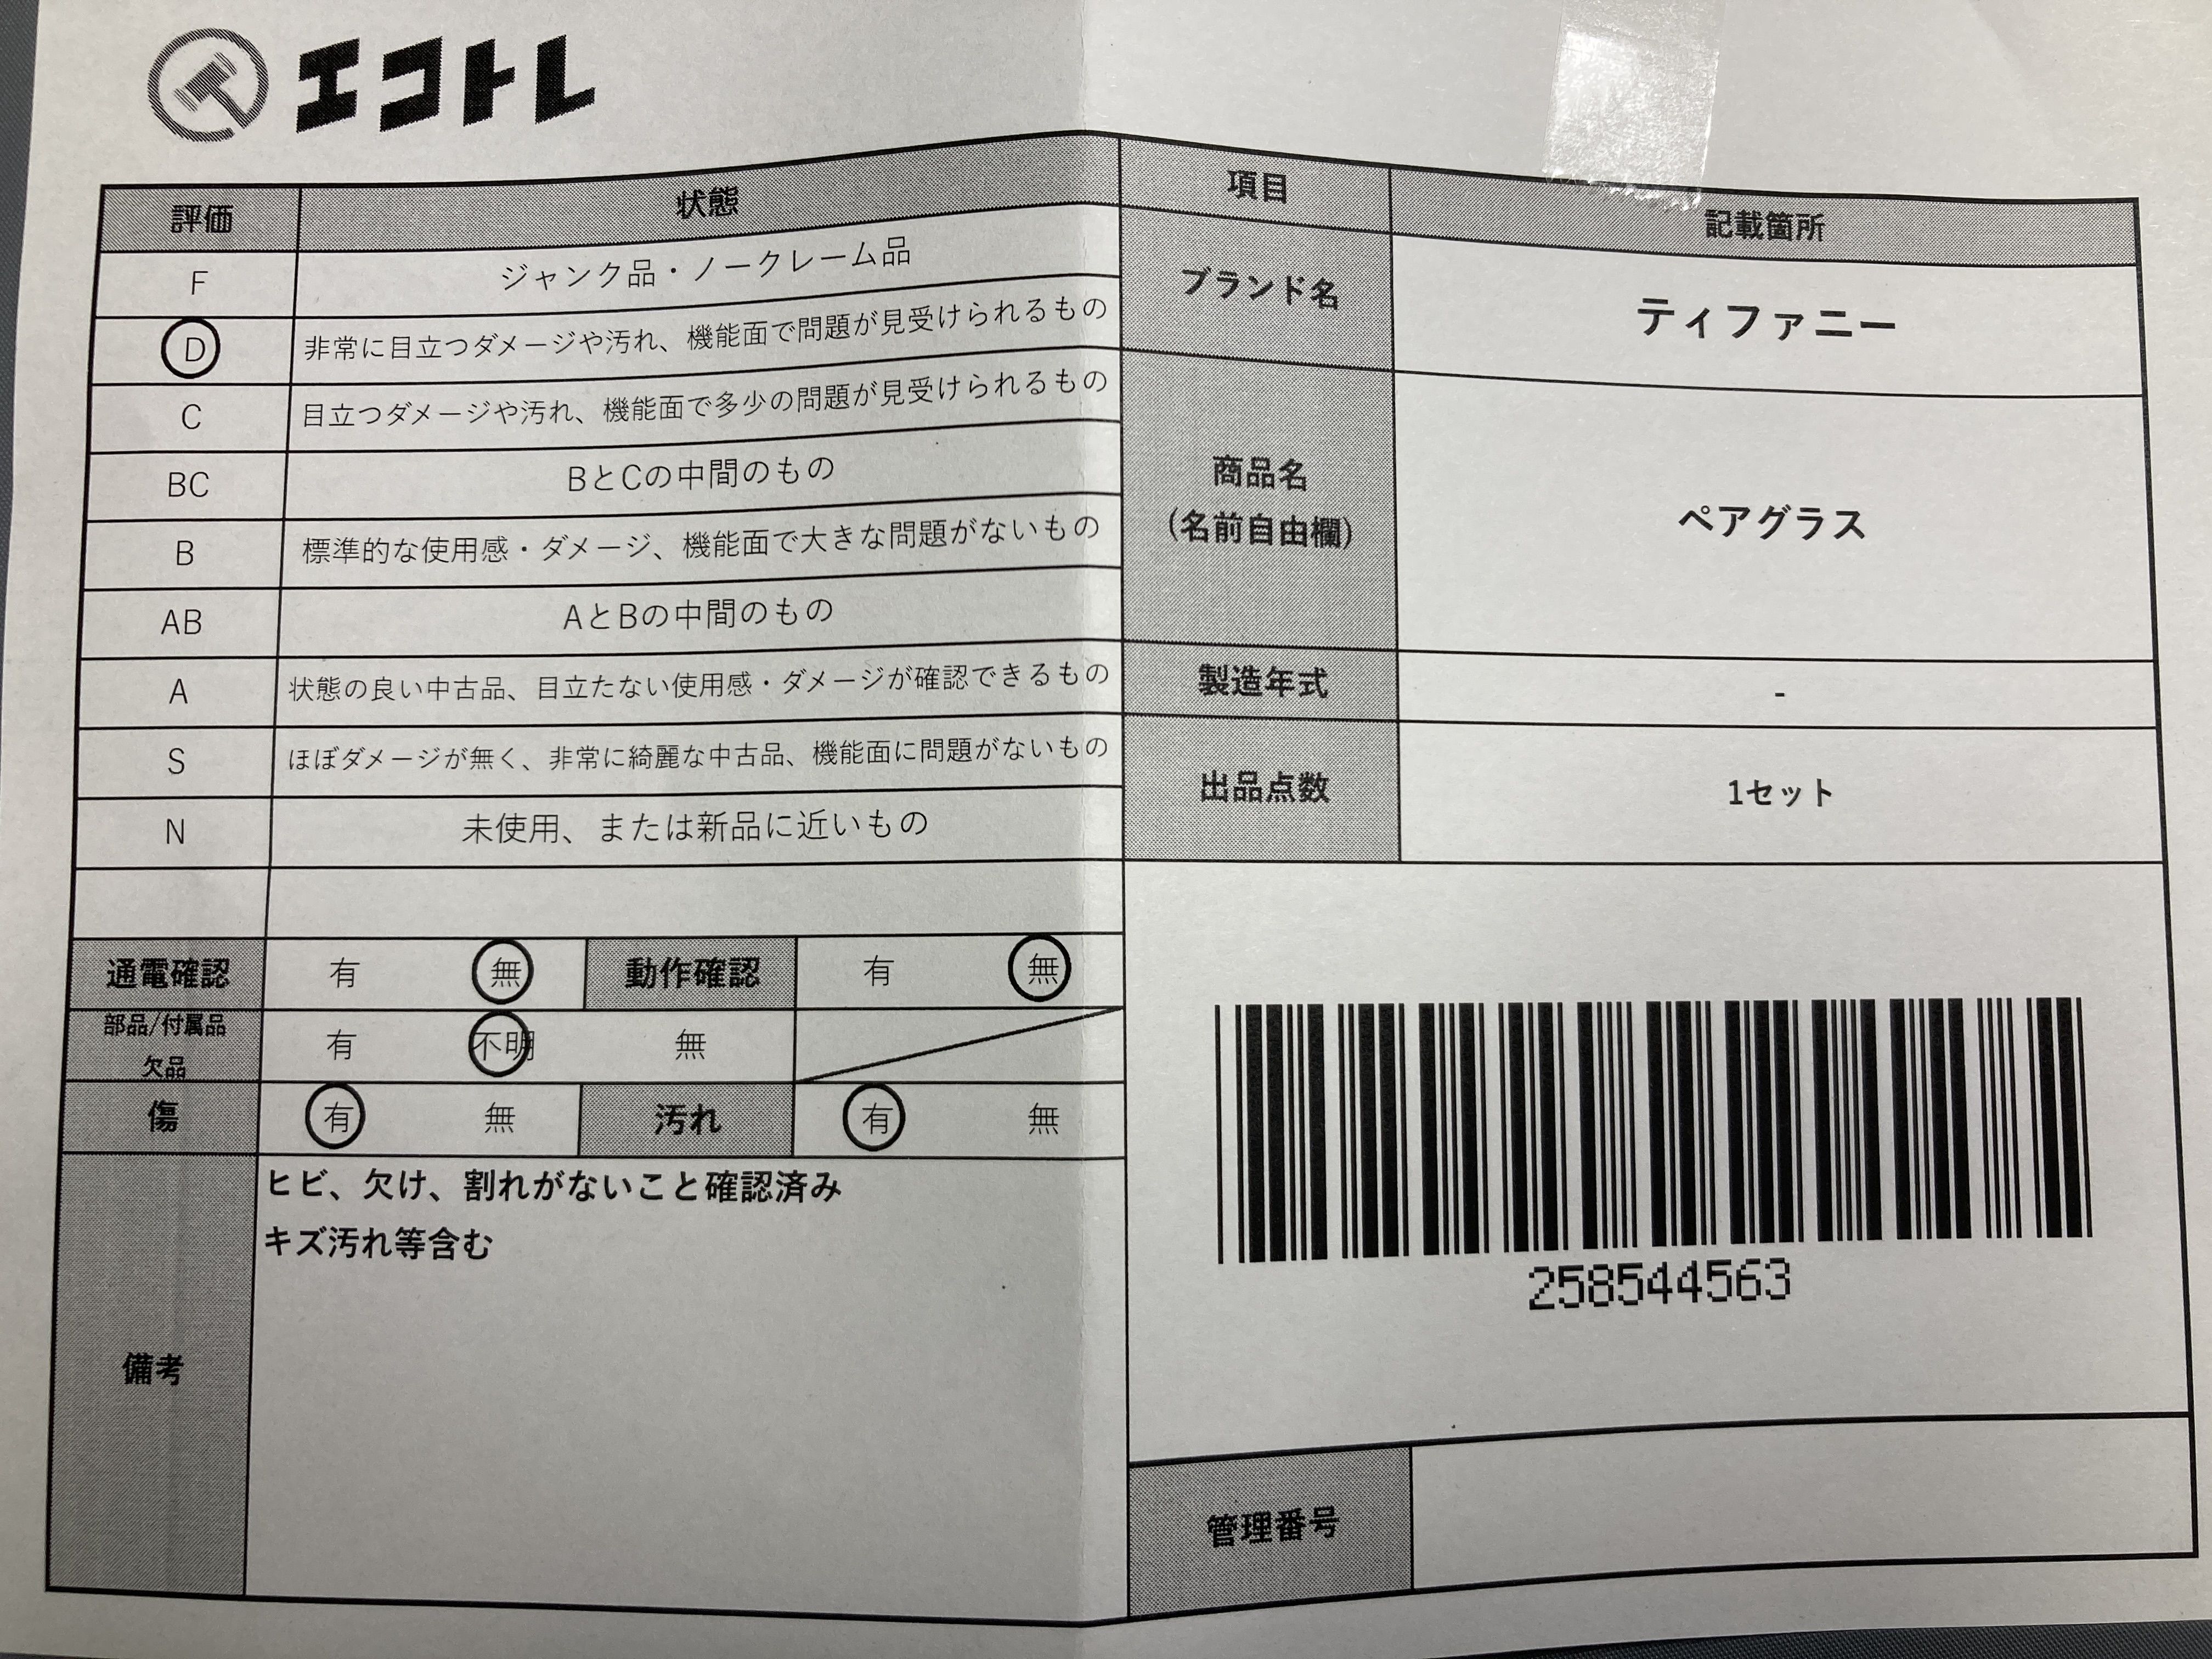 エコトレ
評価 状態
F ジャンク品・ノークレーム品
D 非常に目立つダメージや汚れ、機能面で問題が見受けられるもの
C 目立つダメージや汚れ、機能面で多少の問題が見受けられるもの
BC BとCの中間のもの
B 標準的な使用感・ダメージ、機能面で大きな問題がないもの
AB AとBの中間のもの
A 状態の良い中古品、目立たない使用感・ダメージが確認できるもの
S ほぼダメージが無く、非常に綺麗な中古品、機能面に問題がないもの
N 未使用、または新品に近いもの
通電確認 有 無 動作確認 有 無
部品/付属品
欠品
有 不明 無
傷 有 無 汚れ 有 無
備考
ヒビ、欠け、割れがないこと確認済み
キズ汚れ等含む
項目 記載箇所
ブランド名 ティファニー
商品名
(名前自由欄)
ペアグラス
製造年式 -
出品点数 1セット
258544563
管理番号